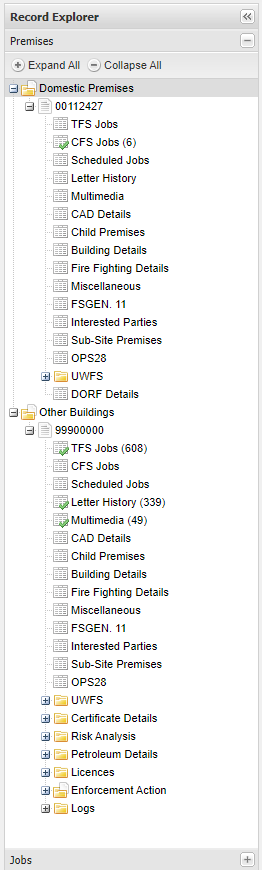 Record Explorer
Premises
Expand All Collapse All
Domestic Premises
00112427
TFS Jobs
CFS Jobs (6)
Scheduled Jobs
Letter History
Multimedia
CAD Details
Child Premises
Building Details
Fire Fighting Details
Miscellaneous
FSGEN. 11
Interested Parties
Sub-Site Premises
OPS28
UWFS
DORF Details
Other Buildings
99900000
TFS Jobs (608)
CFS Jobs
Scheduled Jobs
Letter History (339)
Multimedia (49)
CAD Details
Child Premises
Building Details
Fire Fighting Details
Miscellaneous
FSGEN. 11
Interested Parties
Sub-Site Premises
OPS28
UWFS
Certificate Details
Risk Analysis
Petroleum Details
Licences
Enforcement Action
Logs
Jobs